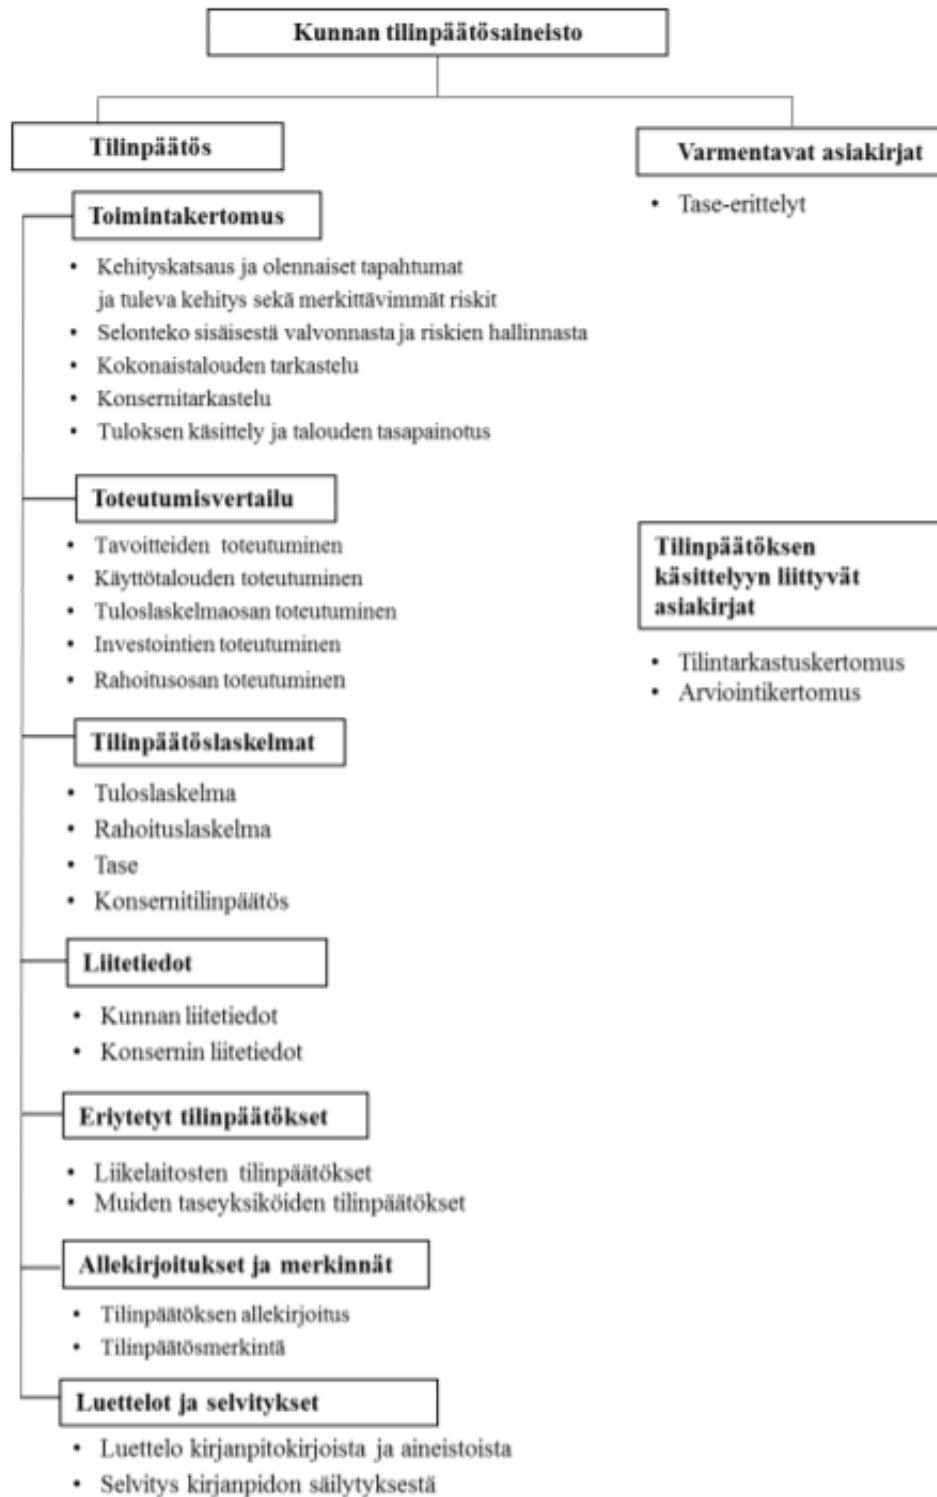 Kunnan tilinpäätösaineisto
Tilinpäätös
Varmentavat asiakirjat
• Tase-erittelyt
Toimintakertomus
• Kehityskatsaus ja olennaiset tapahtumat
ja tuleva kehitys sekä merkittävimmät riskit
• Selonteko sisäisestä valvonnasta ja riskien hallinnasta
• Kokonaistalouden tarkastelu
• Konsernitarkastelu
• Tuloksen käsittely ja talouden tasapainotus
Toteutumisvertailu
• Tavoitteiden toteutuminen
• Käyttötalouden toteutuminen
• Tuloslaskelmaosan toteutuminen
• Investointien toteutuminen
• Rahoitusosan toteutuminen
Tilinpäätöksen
käsittelyyn liittyvät
asiakirjat
• Tilintarkastuskertomus
• Arviointikertomus
Tilinpäätöslaskelmat
• Tuloslaskelma
• Rahoituslaskelma
• Tase
• Konsernitilinpäätös
Liitetiedot
• Kunnan liitetiedot
• Konsernin liitetiedot
Eriytetyt tilinpäätökset
• Liikelaitosten tilinpäätökset
• Muiden taseyksiköiden tilinpäätökset
Allekirjoitukset ja merkinnät
• Tilinpäätöksen allekirjoitus
• Tilinpäätösmerkintä
Luettelot ja selvitykset
• Luettelo kirjanpitokirjoista ja aineistoista
• Selvitys kirjanpidon säilytyksestä